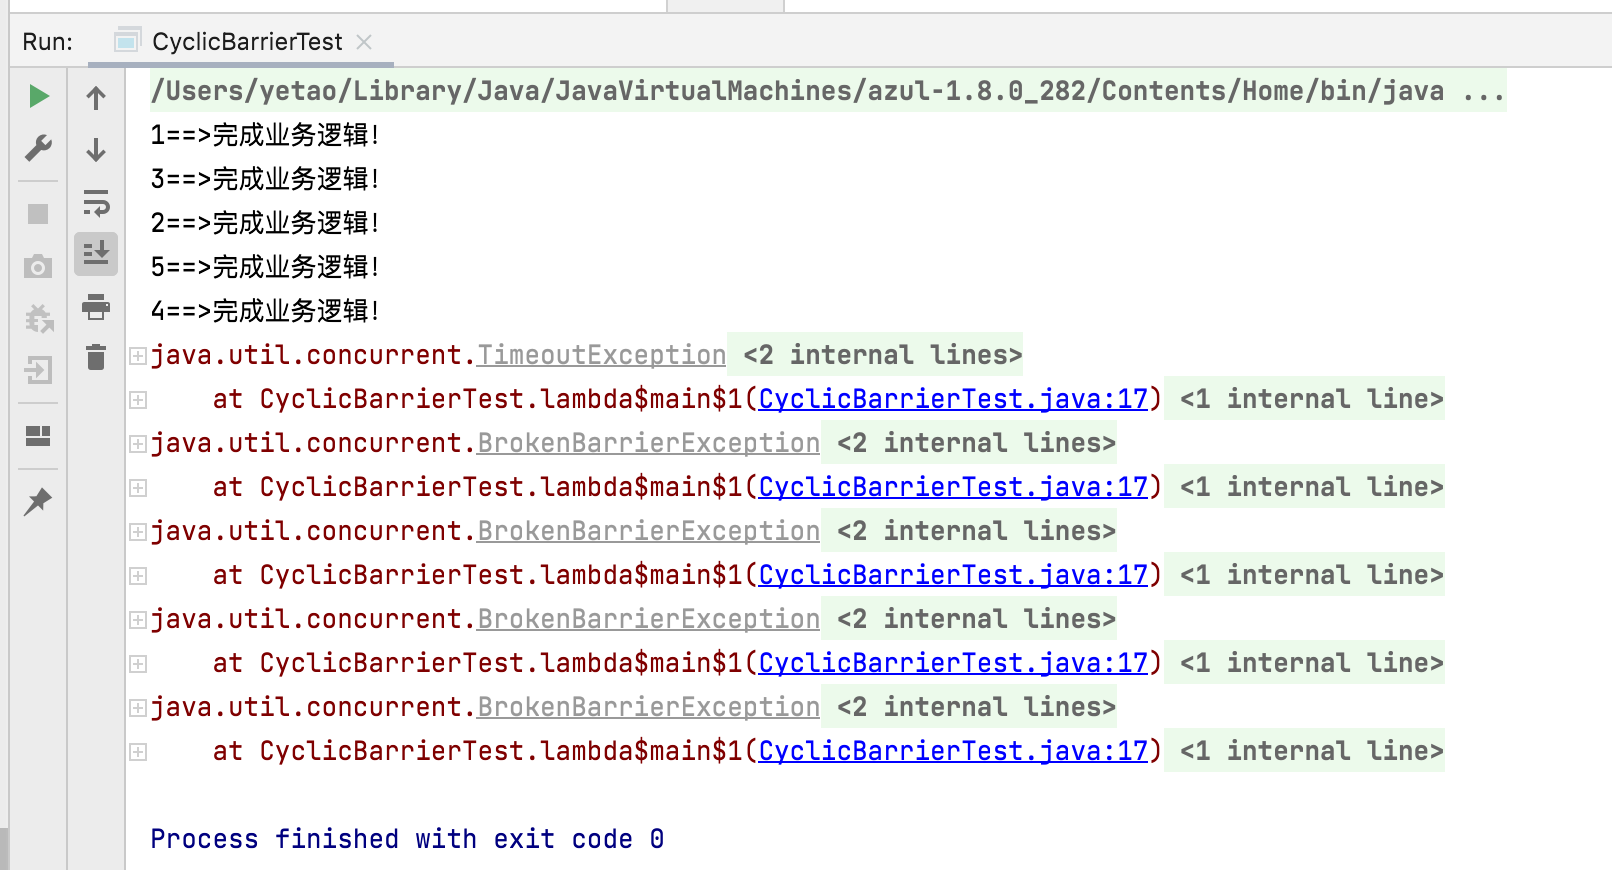 Run: CyclicBarrierTest
/Users/yetao/Library/Java/JavaVirtualMachines/azul-1.8.0_282/Contents/Home/bin/java ...
1==>完成业务逻辑!
3==>完成业务逻辑!
2==>完成业务逻辑!
5==>完成业务逻辑!
4==>完成业务逻辑!
java.util.concurrent.TimeoutException <2 internal lines>
at CyclicBarrierTest.lambda$main$1(CyclicBarrierTest.java:17) <1 internal line>
java.util.concurrent.BrokenBarrierException <2 internal lines>
at CyclicBarrierTest.lambda$main$1(CyclicBarrierTest.java:17) <1 internal line>
java.util.concurrent.BrokenBarrierException <2 internal lines>
at CyclicBarrierTest.lambda$main$1(CyclicBarrierTest.java:17) <1 internal line>
java.util.concurrent.BrokenBarrierException <2 internal lines>
at CyclicBarrierTest.lambda$main$1(CyclicBarrierTest.java:17) <1 internal line>
java.util.concurrent.BrokenBarrierException <2 internal lines>
at CyclicBarrierTest.lambda$main$1(CyclicBarrierTest.java:17) <1 internal line>
Process finished with exit code 0